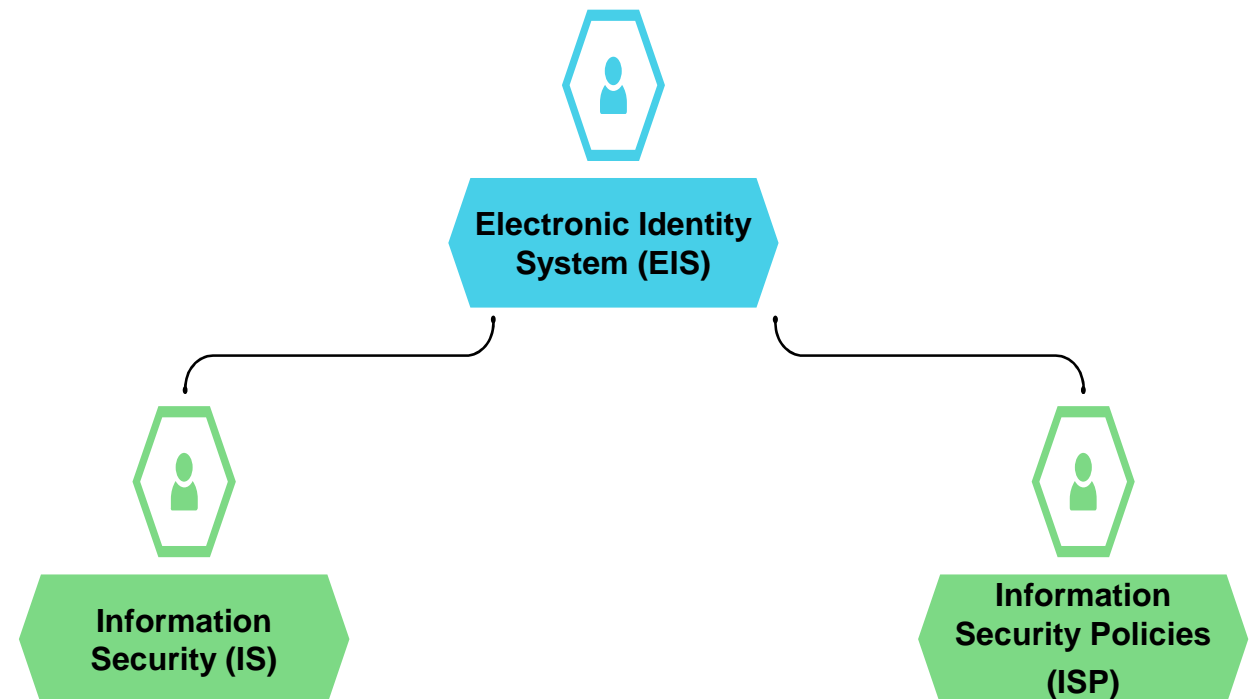 Electronic Identity
System (EIS)
Information
Security (IS)
Information
Security Policies
(ISP)